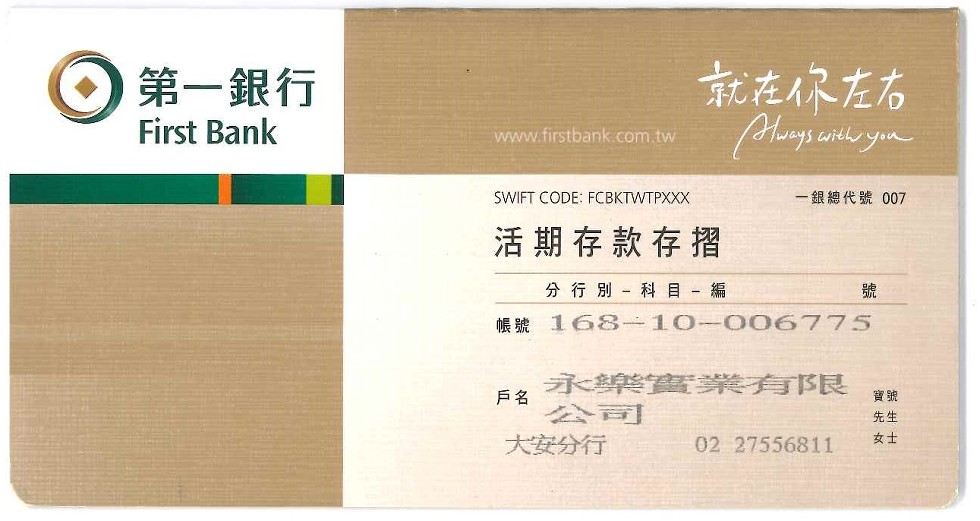 第一銀行
First Bank
就在你左右
Always with you
www.firstbank.com.tw
SWIFT CODE: FCBKTWTPXXX 一銀總代號 007
活期存款存摺
分行別－科目－編 號
帳號 168-10-006775
戶名 永樂實業有限公司 寶號 先生 女士
大安分行 02 27556811